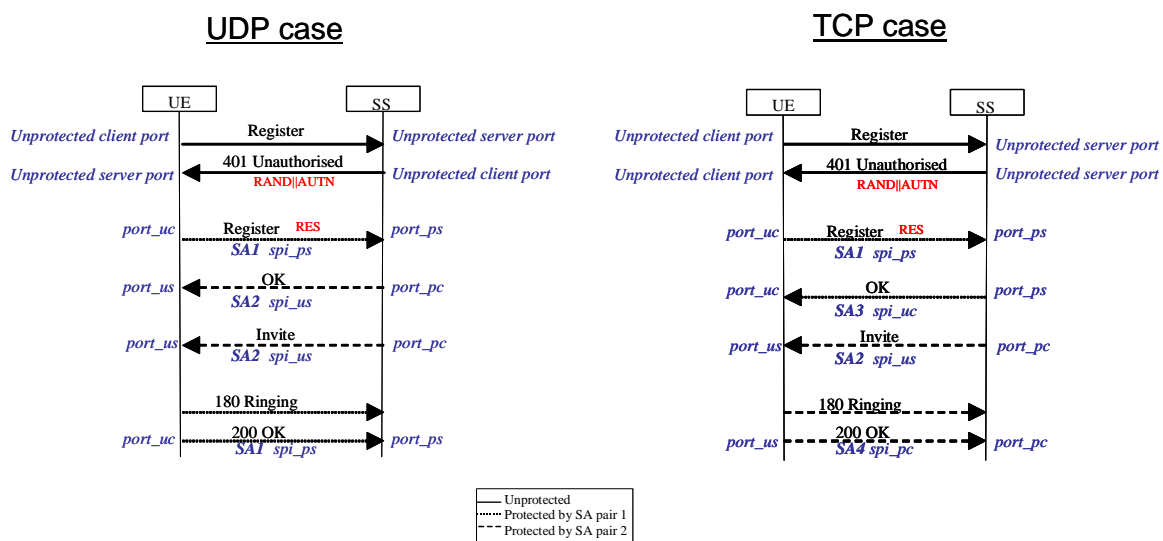 UDP case
UE
SS
Unprotected client port
Register
Unprotected server port
401 Unauthorised
Unprotected server port
RAND||AUTN
Unprotected client port
port_uc
Register RES
port_ps
SA1 spi_ps
port_us
OK
port_pc
SA2 spi_us
port_us
Invite
port_pc
SA2 spi_us
180 Ringing
port_uc
200 OK
port_ps
SA1 spi_ps
TCP case
UE
SS
Unprotected client port
Register
Unprotected server port
401 Unauthorised
Unprotected client port
RAND||AUTN
Unprotected server port
port_uc
Register RES
port_ps
SA1 spi_ps
port_uc
OK
port_ps
SA3 spi_uc
port_us
Invite
port_pc
SA2 spi_us
180 Ringing
port_us
200 OK
port_pc
SA4 spi_pc
Unprotected
Protected by SA pair 1
Protected by SA pair 2